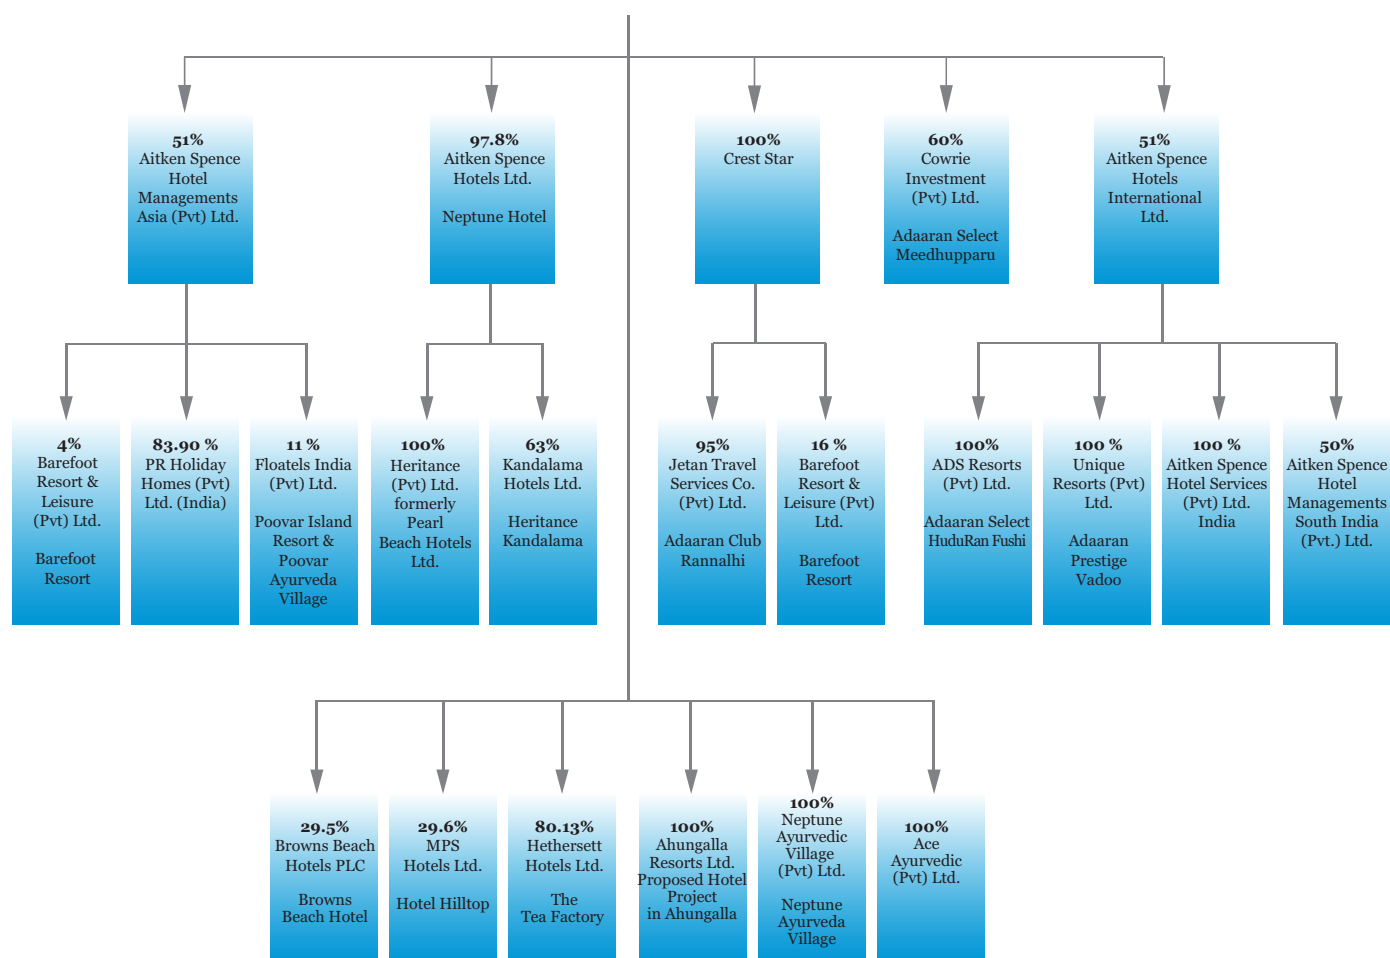 51%
Aitken Spence
Hotel
Managements
Asia (Pvt) Ltd.
97.8%
Aitken Spence
Hotels Ltd.
Neptune Hotel
100%
Crest Star
60%
Cowrie
Investment
(Pvt) Ltd.
Adaaran Select
Meedhupparu
51%
Aitken Spence
Hotels
International
Ltd.
4%
Barefoot
Resort &
Leisure
(Pvt) Ltd.
Barefoot
Resort
83.90 %
PR Holiday
Homes (Pvt)
Ltd. (India)
11 %
Floatels India
(Pvt) Ltd.
Poovar Island
Resort &
Poovar
Ayurveda
Village
100%
Heritance
(Pvt) Ltd.
formerly
Pearl
Beach Hotels
Ltd.
63%
Kandalama
Hotels Ltd.
Heritance
Kandalama
95%
Jetan Travel
Services Co.
(Pvt) Ltd.
Adaaran Club
Rannalhi
16 %
Barefoot
Resort &
Leisure (Pvt)
Ltd.
Barefoot
Resort
100%
ADS Resorts
(Pvt) Ltd.
Adaaran Select
HuduRan Fushi
100 %
Unique
Resorts (Pvt)
Ltd.
Adaaran
Prestige
Vadoo
100 %
Aitken Spence
Hotel Services
(Pvt) Ltd.
India
50%
Aitken Spence
Hotel
Managements
South India
(Pvt.) Ltd.
29.5%
Browns Beach
Hotels PLC
Browns
Beach Hotel
29.6%
MPS
Hotels Ltd.
Hotel Hilltop
80.13%
Hethersett
Hotels Ltd.
The
Tea Factory
100%
Ahungalla
Resorts Ltd.
Proposed Hotel
Project
in Ahungalla
100%
Neptune
Ayurvedic
Village
(Pvt) Ltd.
Neptune
Ayurveda
Village
100%
Ace
Ayurvedic
(Pvt) Ltd.